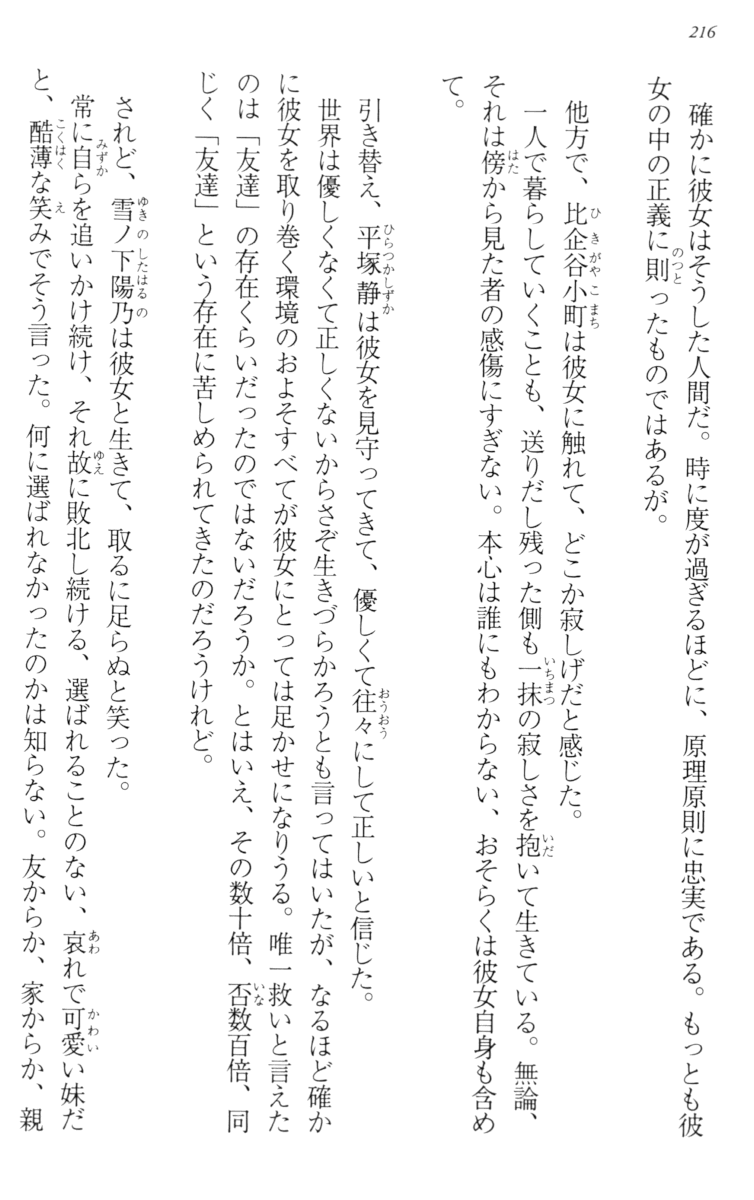 216
確かに彼女はそうした人間だ。時に度が過ぎるほどに、原理原則に忠実である。もっとも彼
女の中の正義に則ったものではあるが。
他方で、比企谷小町は彼女に触れて、どこか寂しげだと感じた。
一人で暮らしていくことも、送りだし残った側も一抹の寂しさを抱いて生きている。無論、
それは傍から見た者の感傷にすぎない。本心は誰にもわからない、おそらくは彼女自身も含め
て。
引き替え、平塚静は彼女を見守ってきて、優しくて往々にして正しいと信じた。
世界は優しくなくて正しくないからさぞ生きづらかろうとも言ってはいたが、なるほど確か
に彼女を取り巻く環境のおよそすべてが彼女にとっては足かせになりうる。唯一救いと言えた
のは「友達」の存在くらいだったのではないだろうか。とはいえ、その数十倍、否数百倍、同
じく「友達」という存在に苦しめられてきたのだろうけれど。
されど、雪ノ下陽乃は彼女と生きて、取るに足らぬと笑った。
常に自らを追いかけ続け、それ故に敗北し続ける、選ばれることのない、哀れで可愛い妹だ
と、酷薄な笑みでそう言った。何に選ばれなかったのかは知らない。友からか、家からか、親